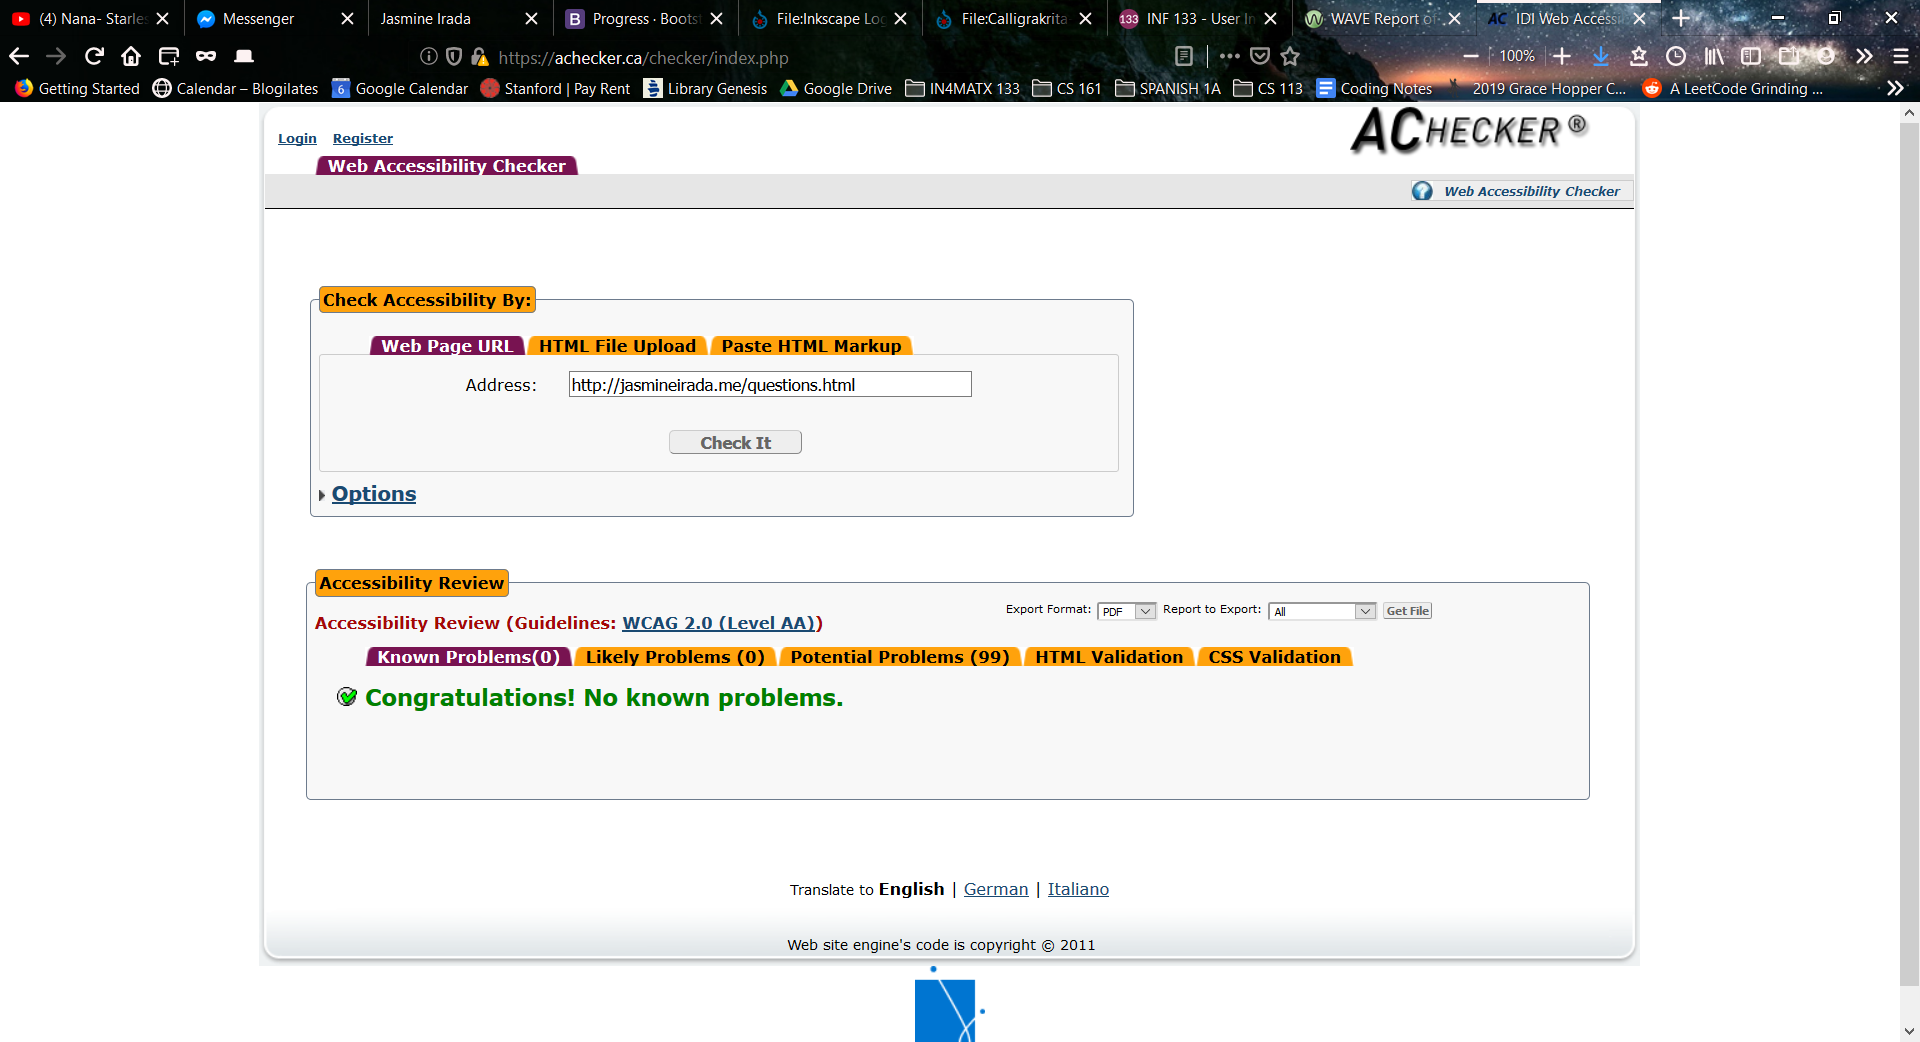 (4) Nana- Starles
Messenger
Jasmine Irada
Progress · Boots
File:Inkscape Lo
File:Calligrakrita
133 INF 133 - User In
WAVE Report of
AC IDI Web Access
https://achecker.ca/checker/index.php
100%
Getting Started
Calendar – Blogilates
6 Google Calendar
Stanford | Pay Rent
Library Genesis
Google Drive
IN4MATX 133
CS 161
SPANISH 1A
CS 113
Coding Notes
2019 Grace Hopper C...
A LeetCode Grinding ...
Login Register
ACHECKER ®
Web Accessibility Checker
Web Accessibility Checker
Check Accessibility By:
Web Page URL HTML File Upload Paste HTML Markup
Address: http://jasmineirada.me/questions.html
Check It
Options
Accessibility Review
Export Format: PDF Report to Export: All Get File
Accessibility Review (Guidelines: WCAG 2.0 (Level AA))
Known Problems(0) Likely Problems (0) Potential Problems (99) HTML Validation CSS Validation
Congratulations! No known problems.
Translate to English | German | Italiano
Web site engine's code is copyright © 2011